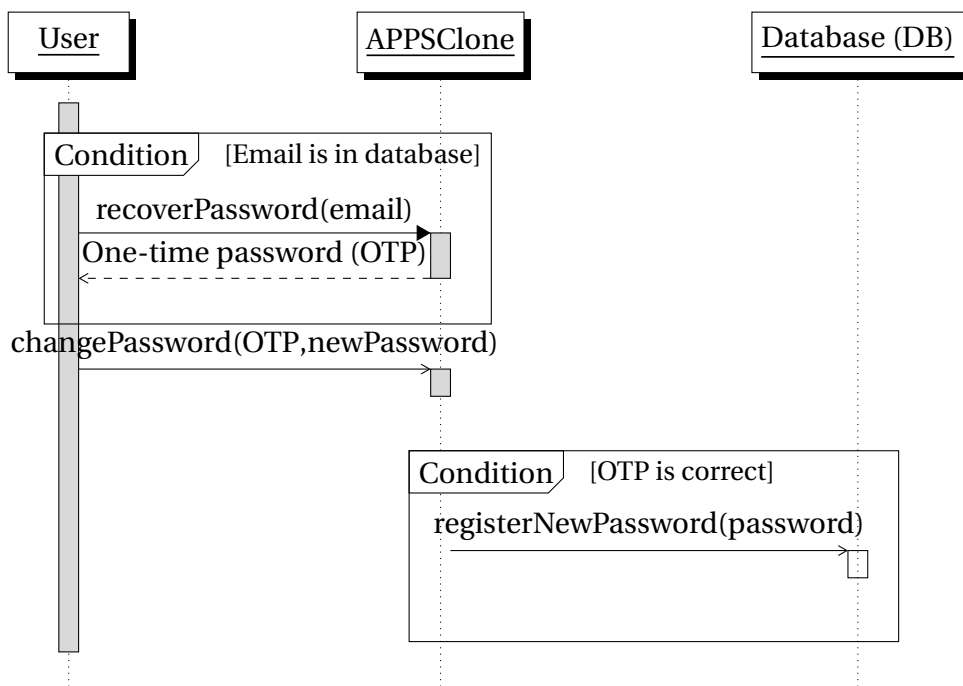 User
APPSClone
Database (DB)
Condition
[Email is in database]
recoverPassword(email)
One-time password (OTP)
changePassword(OTP,newPassword)
Condition
[OTP is correct]
registerNewPassword(password)